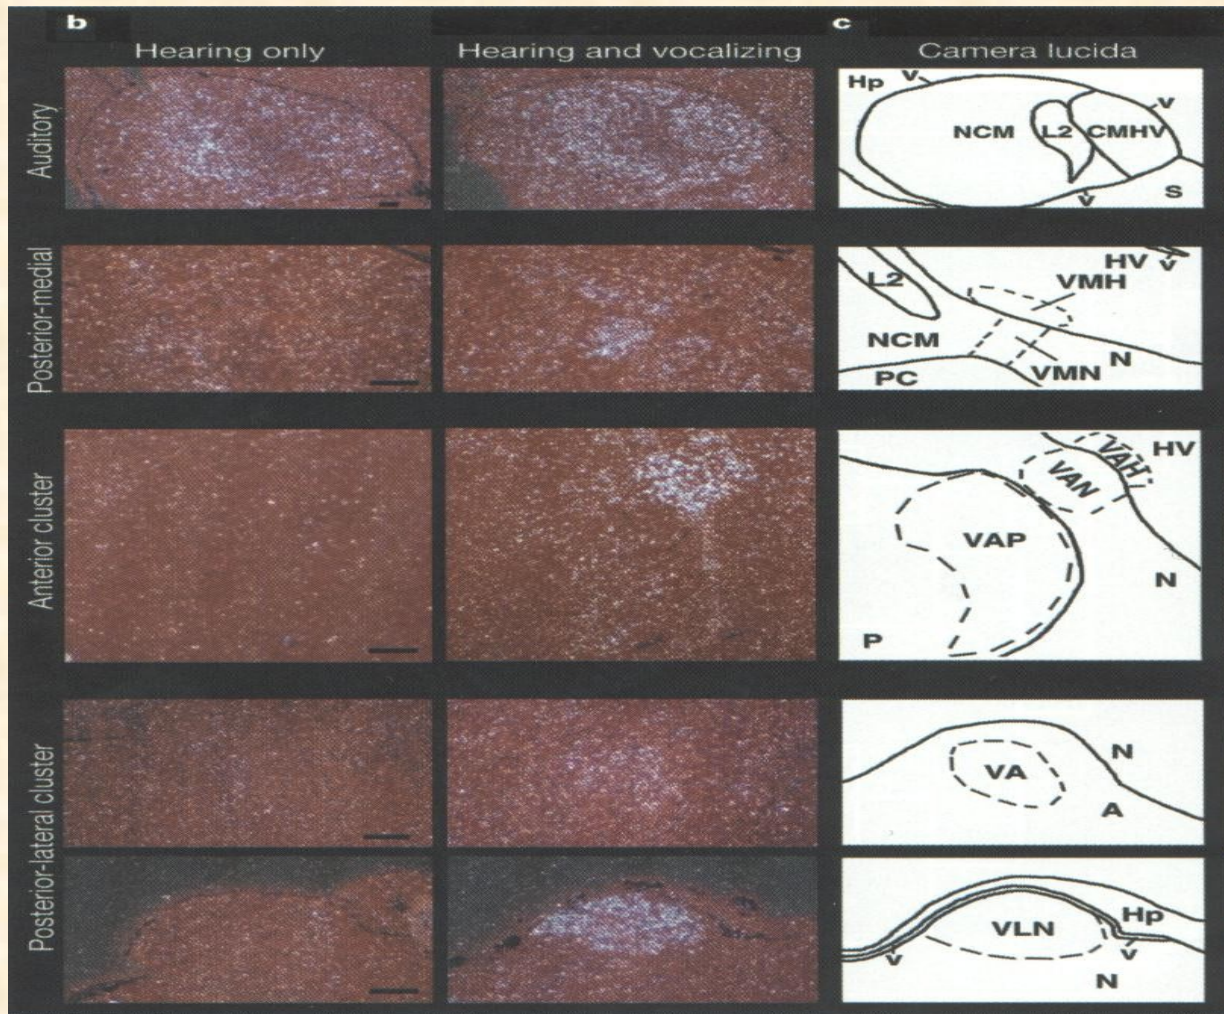 b
c
Hearing only
Hearing and vocalizing
Camera lucida
Auditory
Hp
v
NCM
L2
CMHV
v
S
v
Posterior-medial
HV
v
L2
VMH
NCM
N
PC
VMN
Anterior cluster
HV
VAH
VAN
VAP
N
P
Posterior-lateral cluster
N
VA
A
Hp
VLN
v
v
N